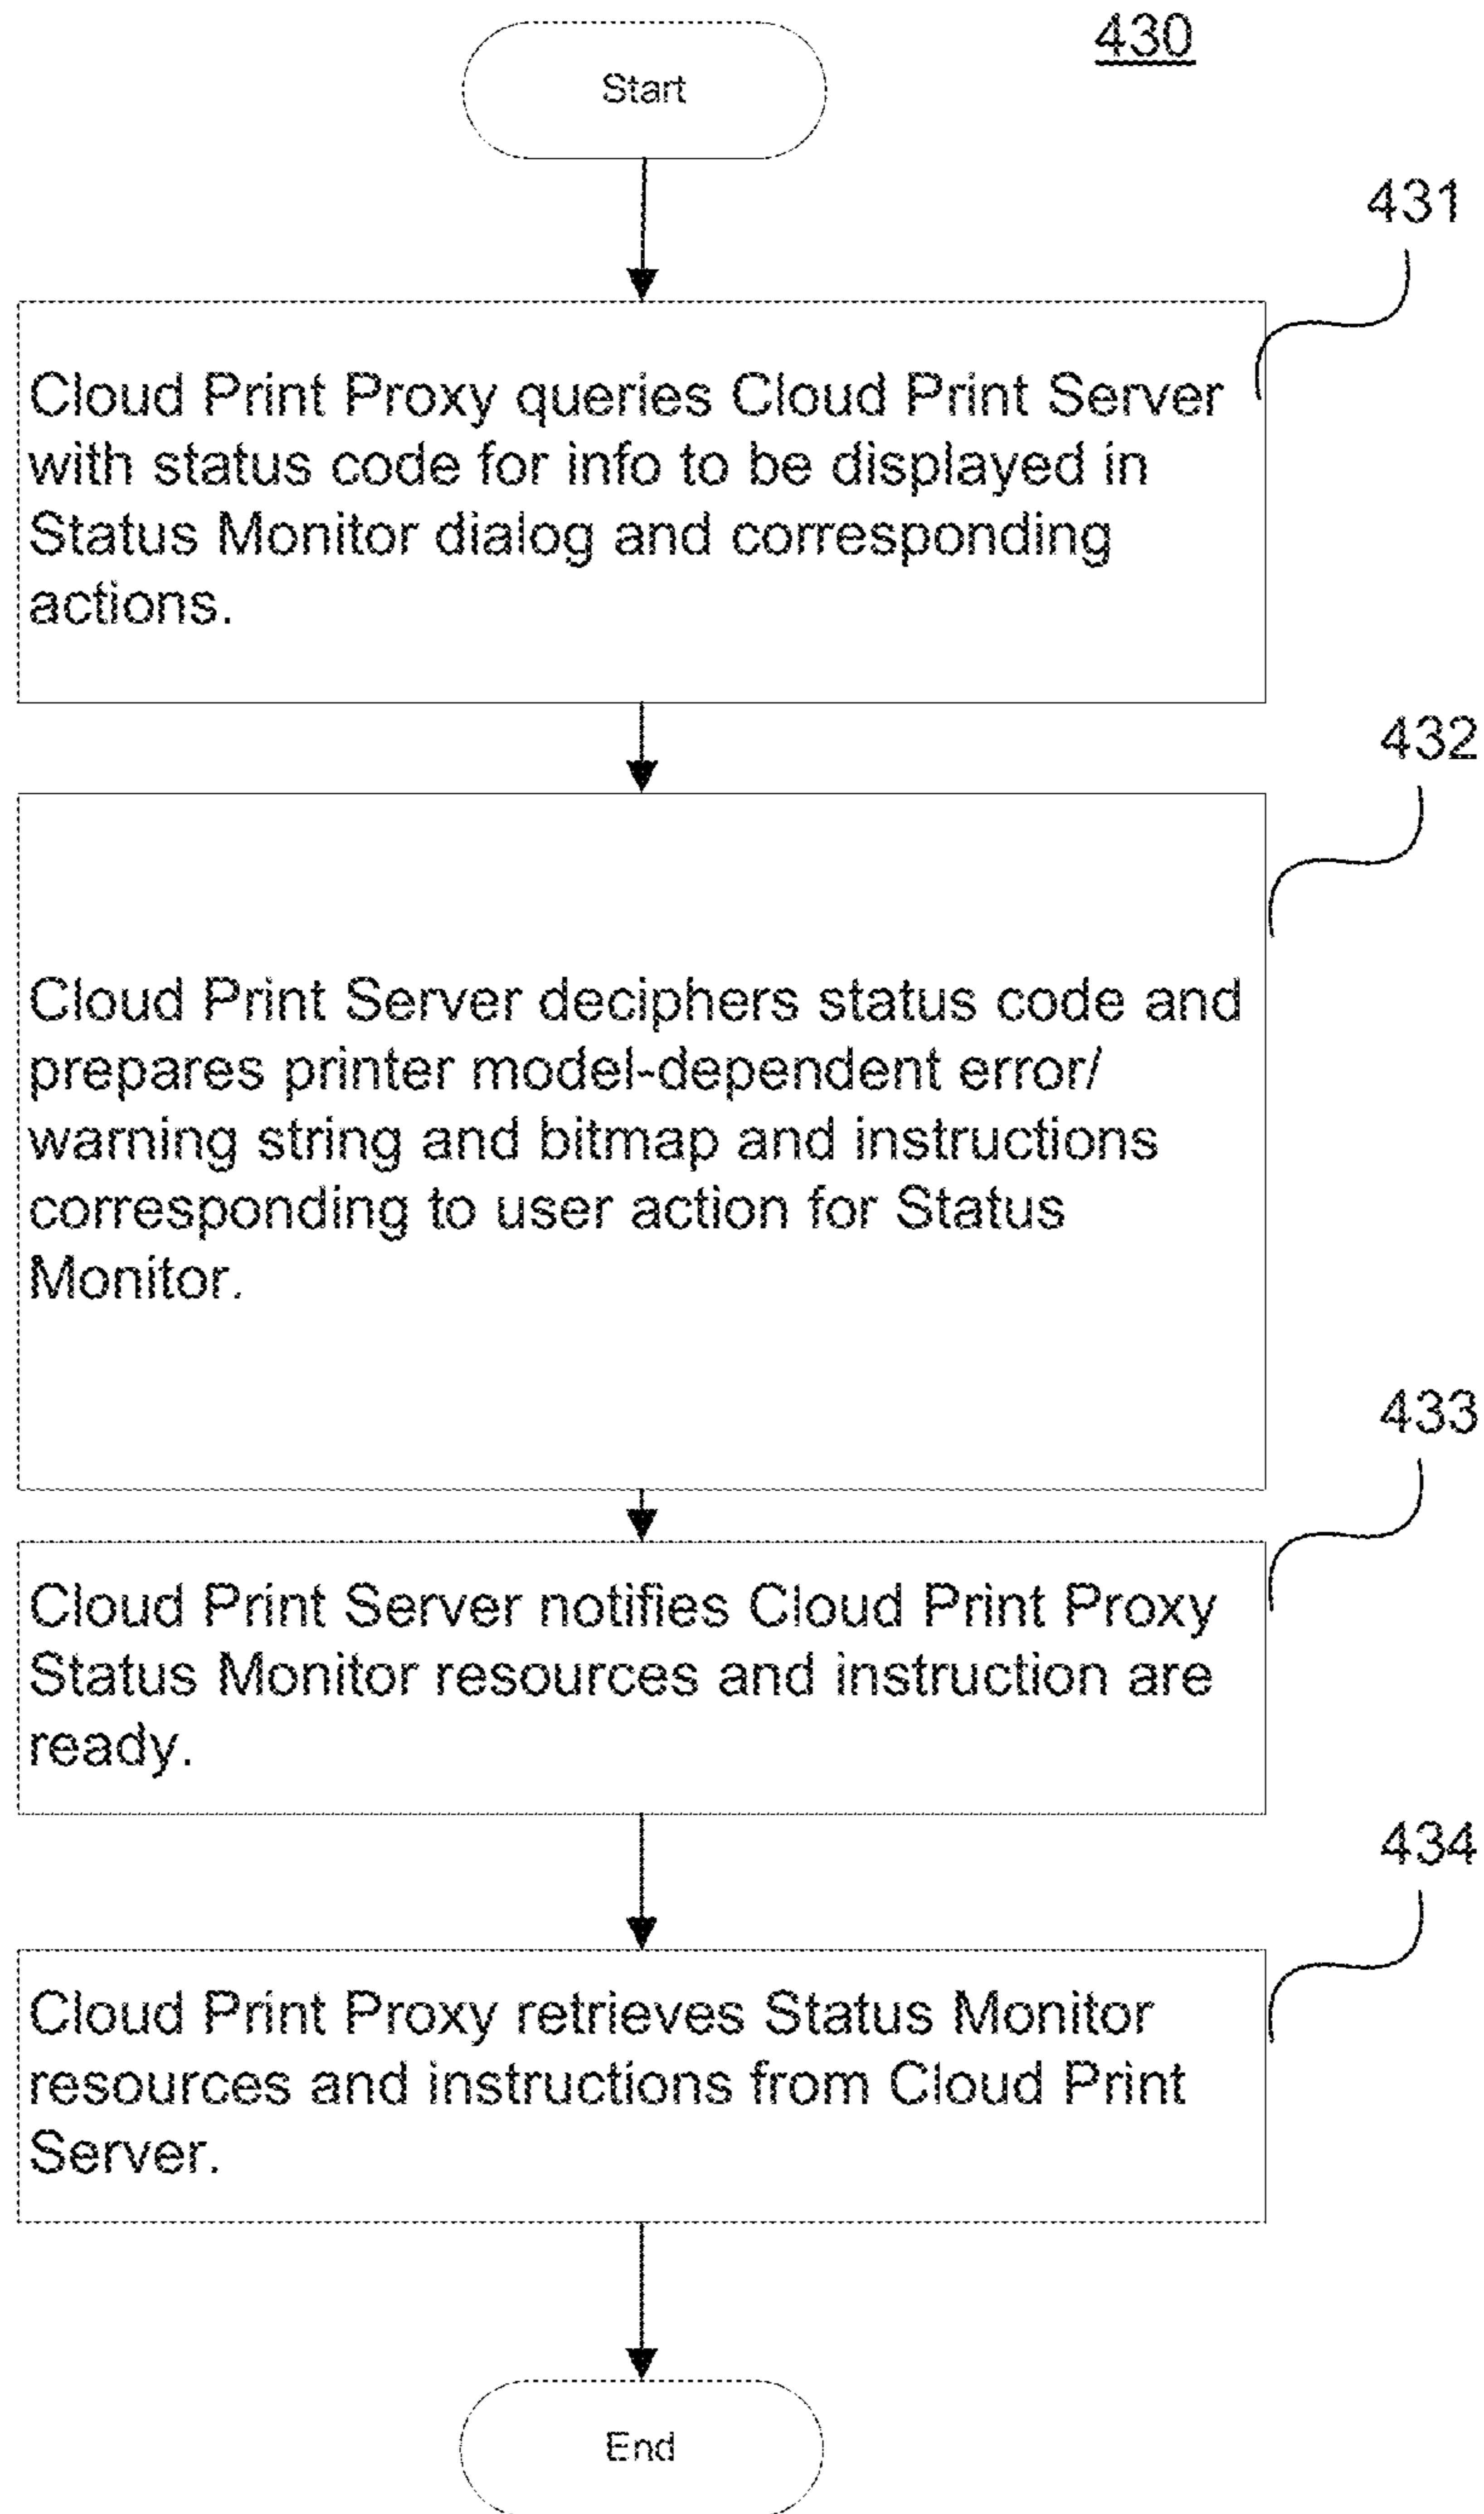 430
Start
431
Cloud Print Proxy queries Cloud Print Server
with status code for info to be displayed in
Status Monitor dialog and corresponding
actions.
432
Cloud Print Server deciphers status code and
prepares printer model-dependent error/
warning string and bitmap and instructions
corresponding to user action for Status
Monitor.
433
Cloud Print Server notifies Cloud Print Proxy
Status Monitor resources and instruction are
ready.
434
Cloud Print Proxy retrieves Status Monitor
resources and instructions from Cloud Print
Server.
End